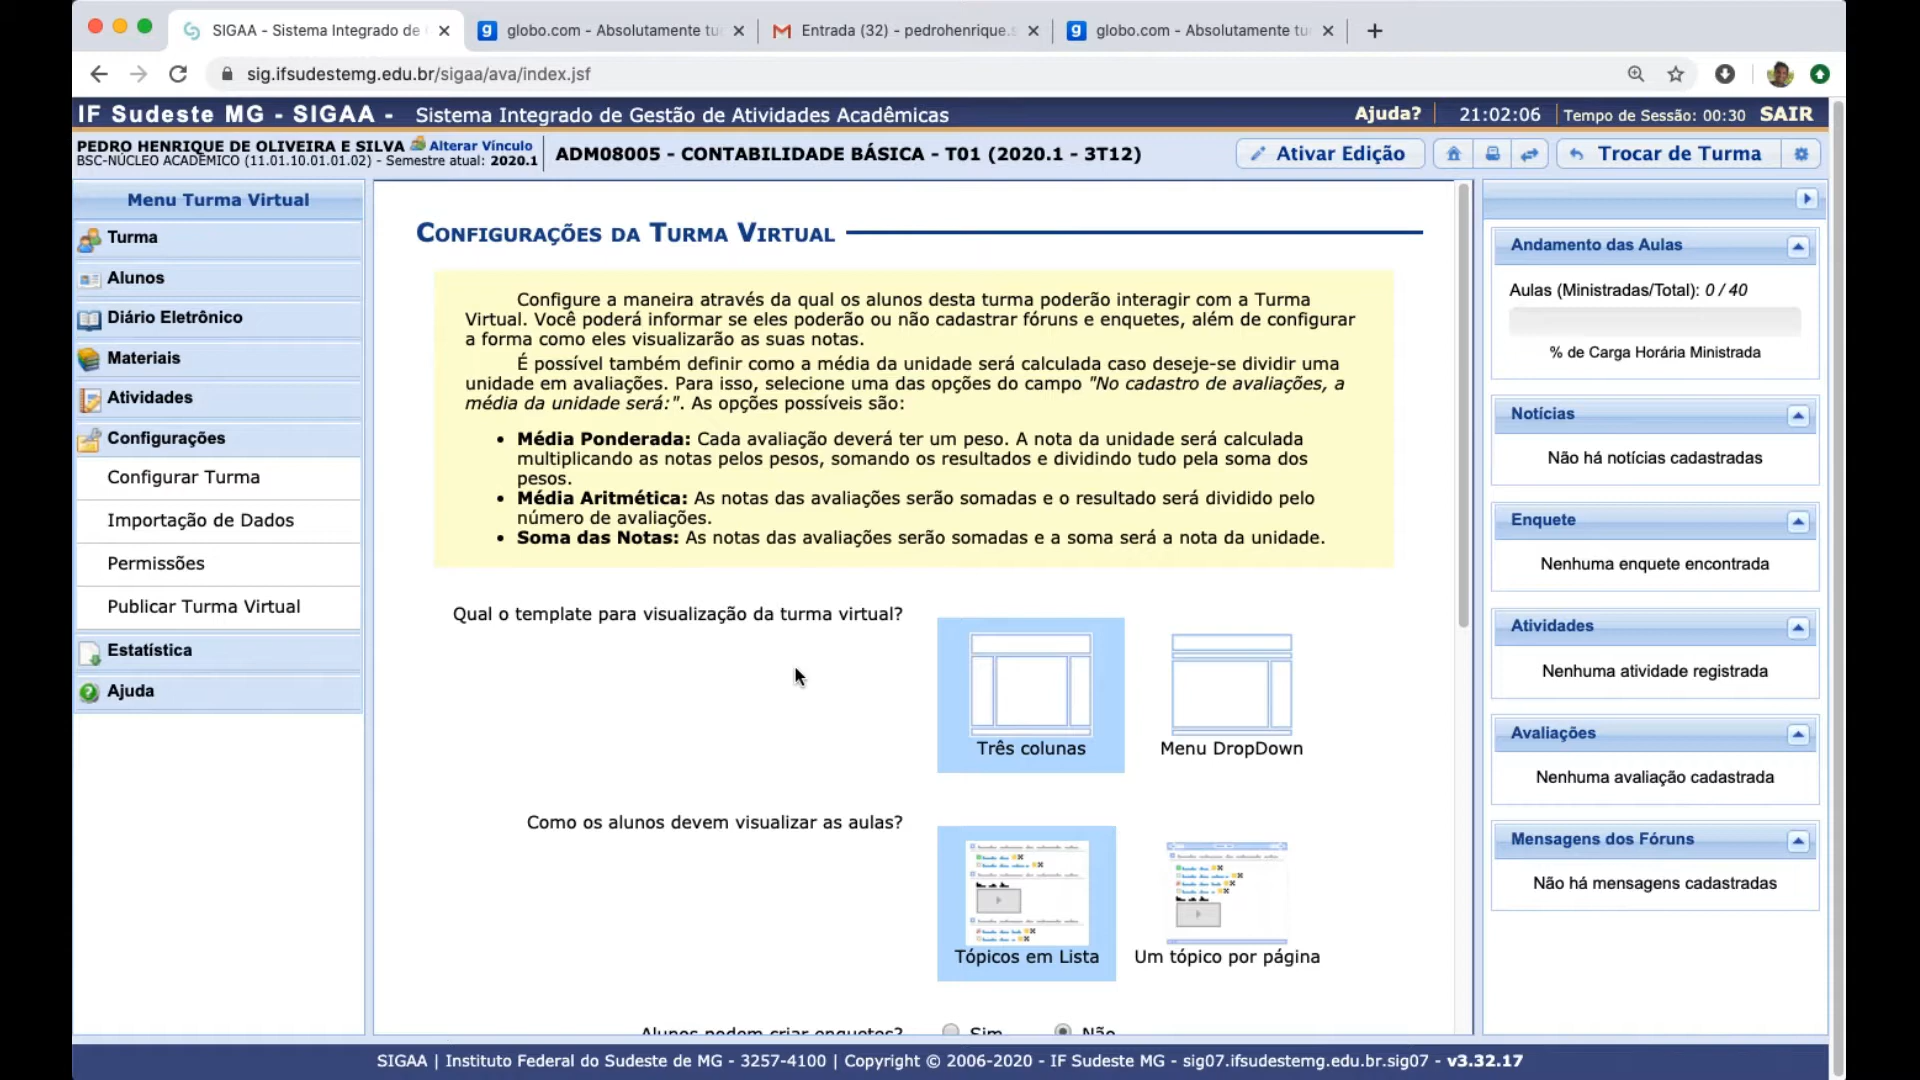 SIGAA - Sistema Integrado de
globo.com - Absolutamente tu
Entrada (32) - pedrohenrique.s
globo.com - Absolutamente tu
sig.ifsudestemg.edu.br/sigaa/ava/index.jsf
IF Sudeste MG - SIGAA - Sistema Integrado de Gestão de Atividades Acadêmicas
Ajuda? 21:02:06 Tempo de Sessão: 00:30 SAIR
PEDRO HENRIQUE DE OLIVEIRA E SILVA Alterar Vínculo
BSC-NÚCLEO ACADÊMICO (11.01.10.01.01.02) - Semestre atual: 2020.1
ADM08005 - CONTABILIDADE BÁSICA - T01 (2020.1 - 3T12)
Ativar Edição
Trocar de Turma
Menu Turma Virtual
Turma
Alunos
Diário Eletrônico
Materiais
Atividades
Configurações
Configurar Turma
Importação de Dados
Permissões
Publicar Turma Virtual
Estatística
Ajuda
CONFIGURAÇÕES DA TURMA VIRTUAL
Configure a maneira através da qual os alunos desta turma poderão interagir com a Turma
Virtual. Você poderá informar se eles poderão ou não cadastrar fóruns e enquetes, além de configurar
a forma como eles visualizarão as suas notas.
É possível também definir como a média da unidade será calculada caso deseje-se dividir uma
unidade em avaliações. Para isso, selecione uma das opções do campo "No cadastro de avaliações, a
média da unidade será:". As opções possíveis são:
• Média Ponderada: Cada avaliação deverá ter um peso. A nota da unidade será calculada
multiplicando as notas pelos pesos, somando os resultados e dividindo tudo pela soma dos
pesos.
• Média Aritmética: As notas das avaliações serão somadas e o resultado será dividido pelo
número de avaliações.
• Soma das Notas: As notas das avaliações serão somadas e a soma será a nota da unidade.
Qual o template para visualização da turma virtual?
Três colunas
Menu DropDown
Como os alunos devem visualizar as aulas?
Tópicos em Lista
Um tópico por página
Alunos podem criar enquetes? Sim Não
Andamento das Aulas
Aulas (Ministradas/Total): 0 / 40
% de Carga Horária Ministrada
Notícias
Não há notícias cadastradas
Enquete
Nenhuma enquete encontrada
Atividades
Nenhuma atividade registrada
Avaliações
Nenhuma avaliação cadastrada
Mensagens dos Fóruns
Não há mensagens cadastradas
SIGAA | Instituto Federal do Sudeste de MG - 3257-4100 | Copyright © 2006-2020 - IF Sudeste MG - sig07.ifsudestemg.edu.br.sig07 - v3.32.17